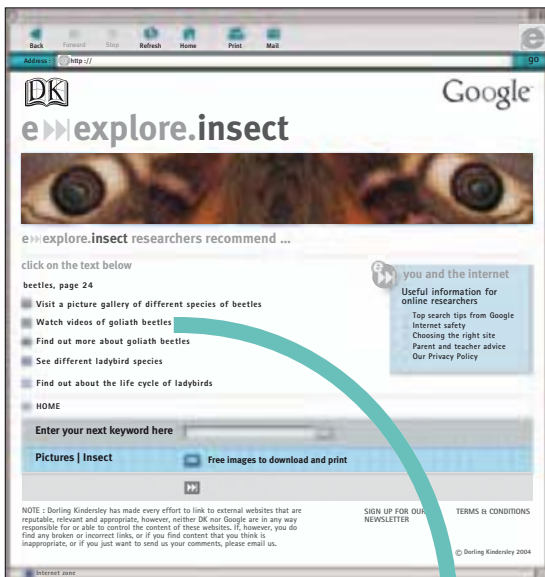 Back Forward Stop Refresh Home Print Mail
Address : http :// go
DK Google
e explore.insect
e explore.insect researchers recommend ...
click on the text below
beetles, page 24
Visit a picture gallery of different species of beetles
Watch videos of goliath beetles
Find out more about goliath beetles
See different ladybird species
Find out about the life cycle of ladybirds
HOME
you and the internet
Useful information for
online researchers
Top search tips from Google
Internet safety
Choosing the right site
Parent and teacher advice
Our Privacy Policy
Enter your next keyword here
Pictures | Insect Free images to download and print
NOTE : Dorling Kindersley has made every effort to link to external websites that are
reputable, relevant and appropriate, however, neither DK nor Google are in any way
responsible for or able to control the content of these websites. If, however, you do
find any broken or incorrect links, or if you find content that you think is
inappropriate, or if you just want to send us your comments, please email us.
SIGN UP FOR OUR
NEWSLETTER
TERMS & CONDITIONS
© Dorling Kindersley 2004
Internet zone